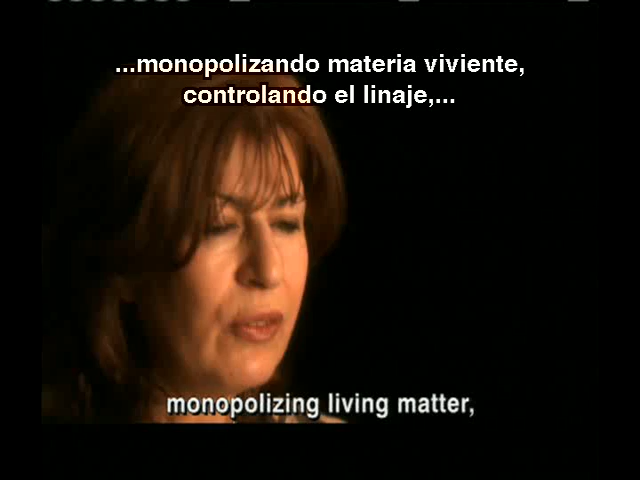 ...monopolizando materia viviente,
controlando el linaje,...
monopolizing living matter,